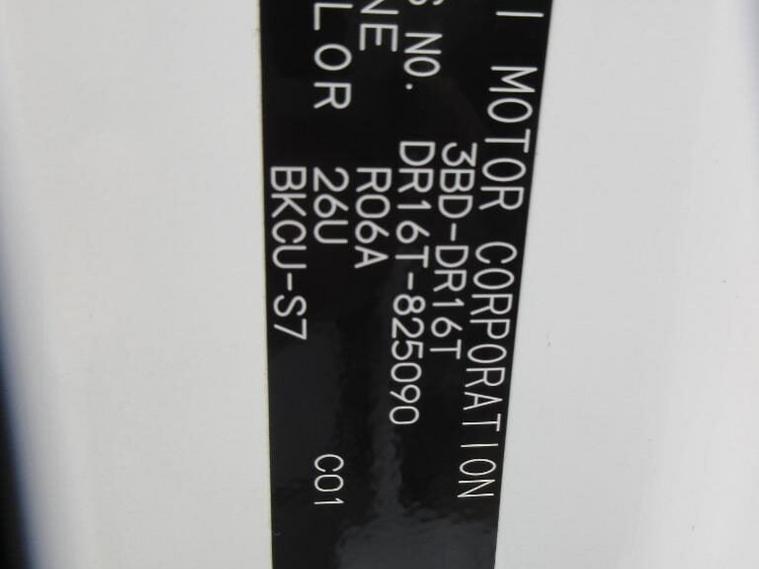 I MOTOR CORPORATION
3BD-DR16T
S NO. DR16T-825090
NE R06A
LOR 26U C01
BKCU-S7